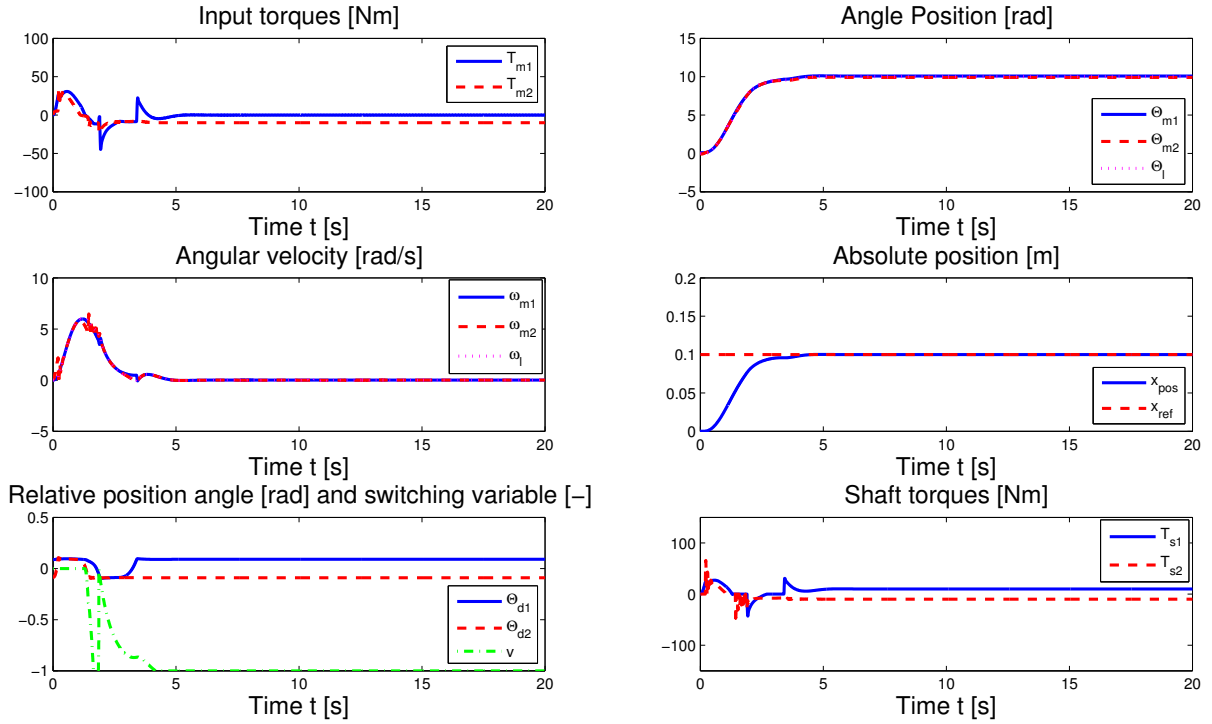 Input torques [Nm]
100
50
0
−50
−100
0
5
10
15
20
T_m1
T_m2
Time t [s]
Angle Position [rad]
15
10
5
0
−5
0
5
10
15
20
Θ_m1
Θ_m2
Θ_l
Time t [s]
Angular velocity [rad/s]
10
5
0
−5
0
5
10
15
20
ω_m1
ω_m2
ω_l
Time t [s]
Absolute position [m]
0.2
0.15
0.1
0.05
0
0
5
10
15
20
x_pos
x_ref
Time t [s]
Relative position angle [rad] and switching variable [−]
0.5
0
−0.5
−1
0
5
10
15
20
Θ_d1
Θ_d2
v
Time t [s]
Shaft torques [Nm]
100
0
−100
0
5
10
15
20
T_s1
T_s2
Time t [s]